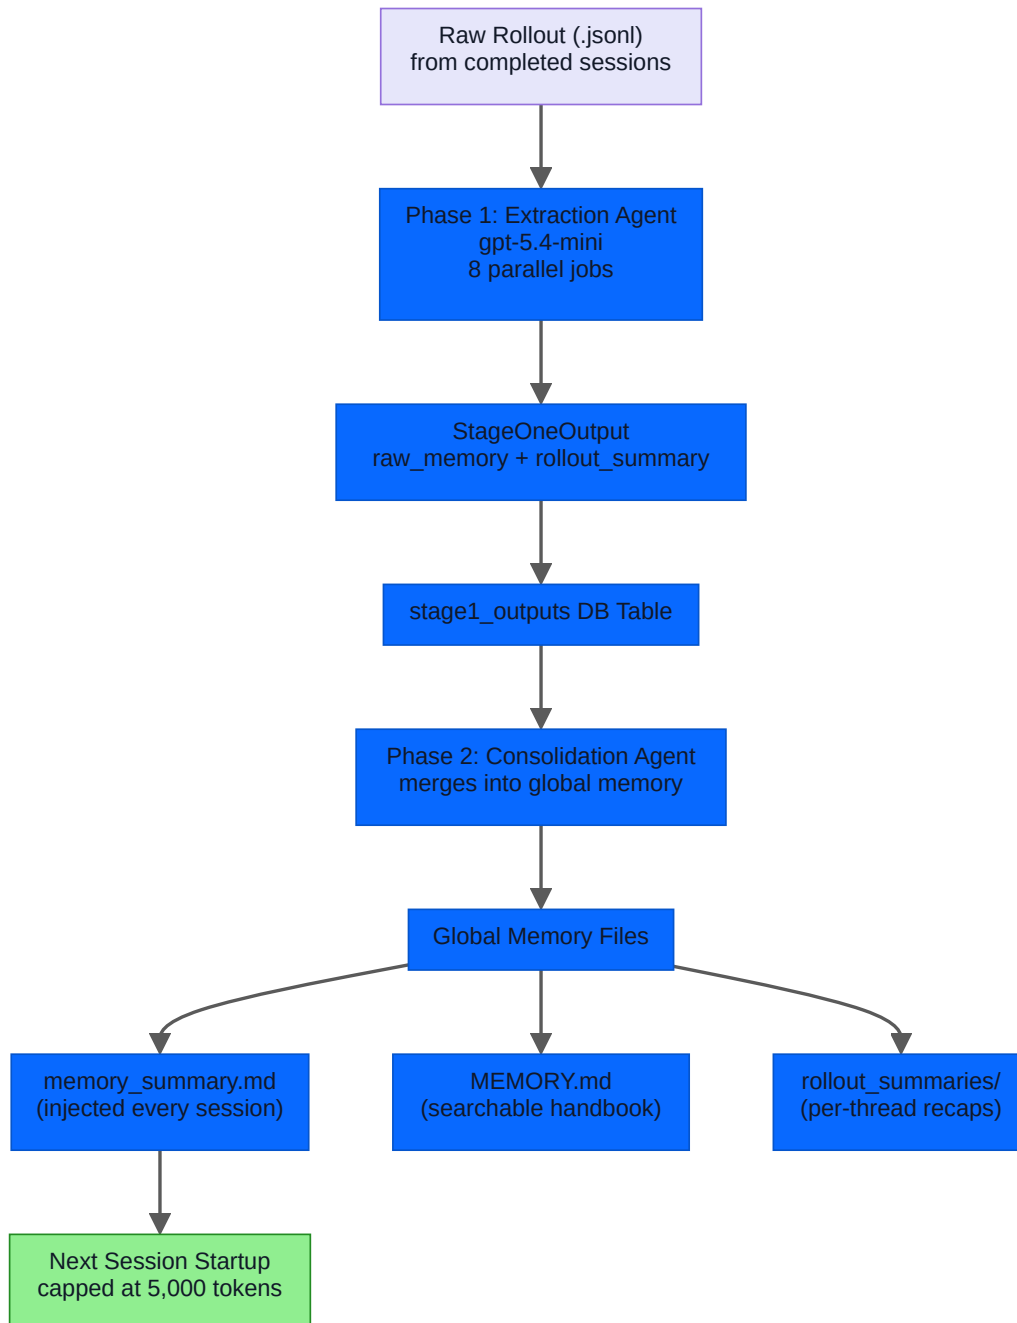 Raw Rollout (.jsonl)
from completed sessions
Phase 1: Extraction Agent
gpt-5.4-mini
8 parallel jobs
StageOneOutput
raw_memory + rollout_summary
stage1_outputs DB Table
Phase 2: Consolidation Agent
merges into global memory
Global Memory Files
memory_summary.md
(injected every session)
MEMORY.md
(searchable handbook)
rollout_summaries/
(per-thread recaps)
Next Session Startup
capped at 5,000 tokens